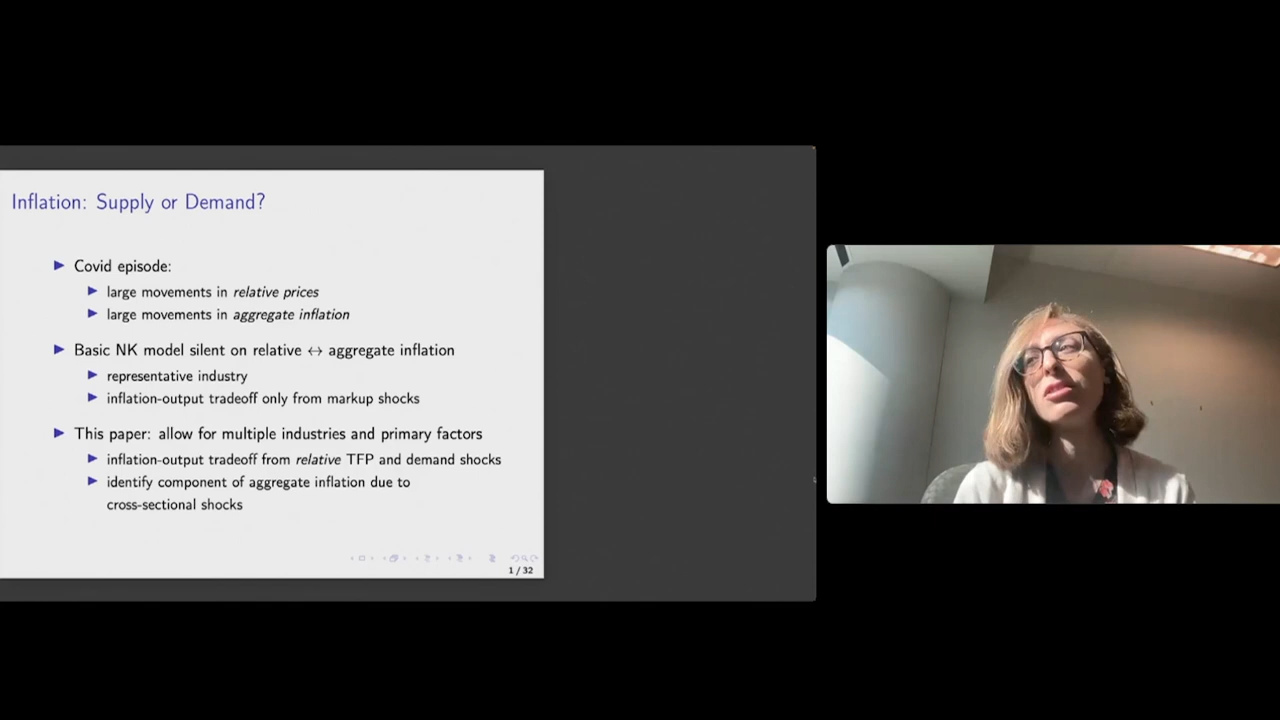 Inflation: Supply or Demand?
▶ Covid episode:
▶ large movements in relative prices
▶ large movements in aggregate inflation
▶ Basic NK model silent on relative ↔ aggregate inflation
▶ representative industry
▶ inflation-output tradeoff only from markup shocks
▶ This paper: allow for multiple industries and primary factors
▶ inflation-output tradeoff from relative TFP and demand shocks
▶ identify component of aggregate inflation due to
cross-sectional shocks
1 / 32